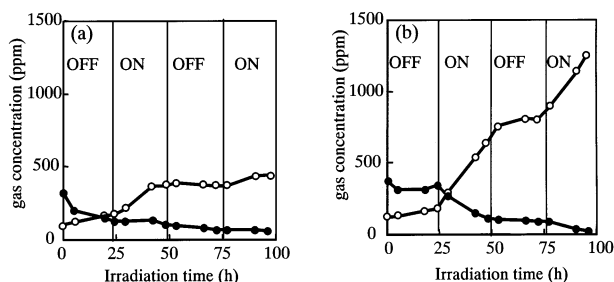 (a)
OFF ON OFF ON
1500
1000
500
0
0 25 50 75 100
gas concentration (ppm)
Irradiation time (h)
(b)
OFF ON OFF ON
1500
1000
500
0
0 25 50 75 100
gas concentration (ppm)
Irradiation time (h)